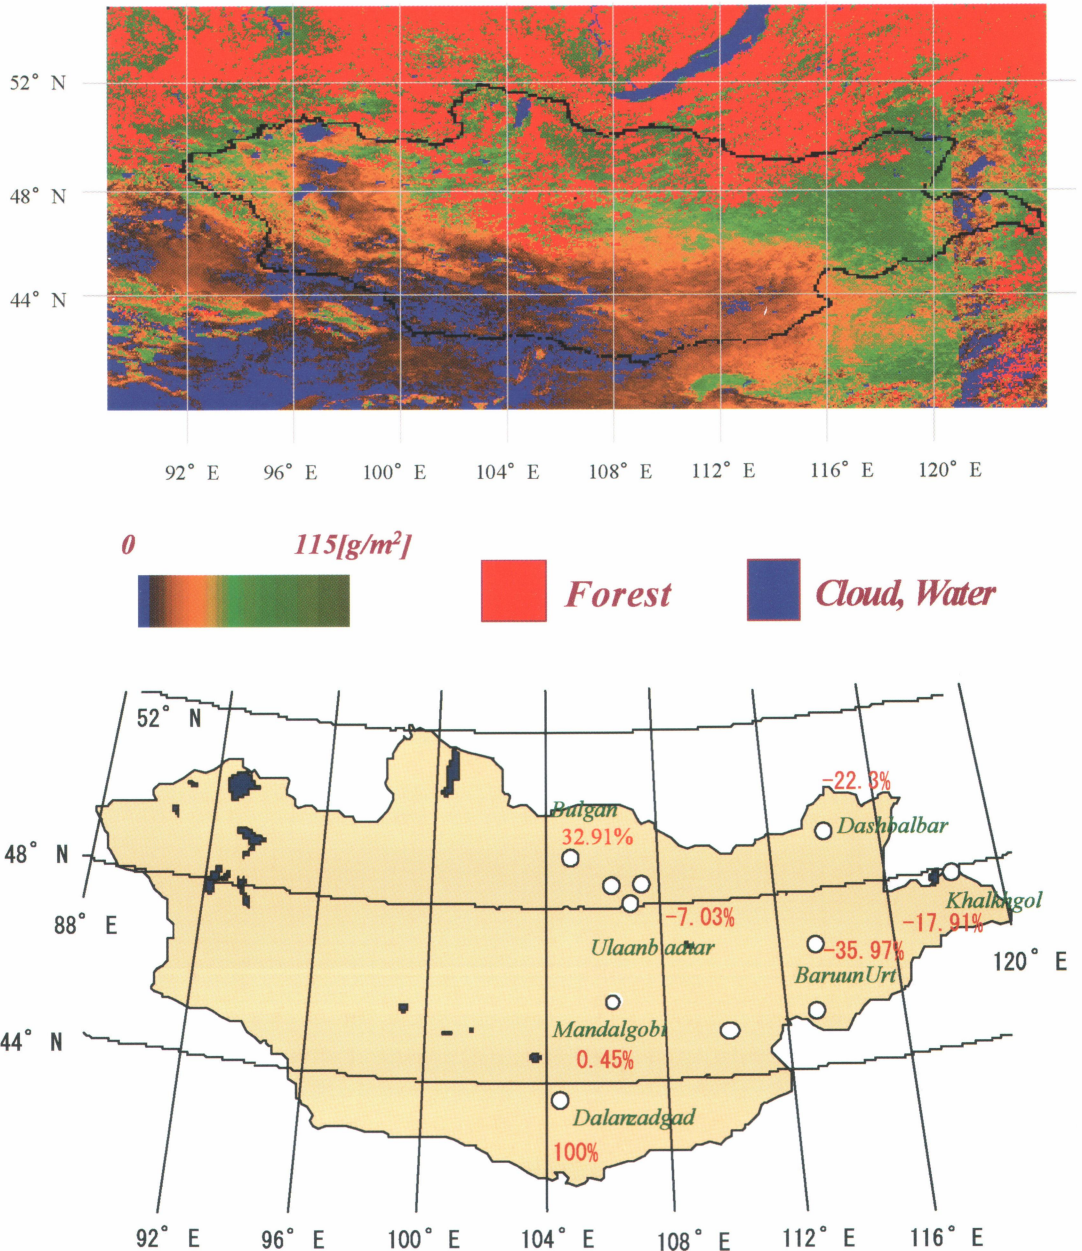 52° N
48° N
44° N
92° E 96° E 100° E 104° E 108° E 112° E 116° E 120° E
0 115[g/m²]
Forest
Cloud, Water
52° N
-22.3%
Bulgan
Dashbalbar
32.91%
48° N
Khalkhgol
88° E
-7.03%
-17.91%
Ulaanbaatar
-35.97%
120° E
BaruunUrt
Mandalgobi
44° N
0.45%
Dalanzadgad
100%
92° E 96° E 100° E 104° E 108° E 112° E 116° E